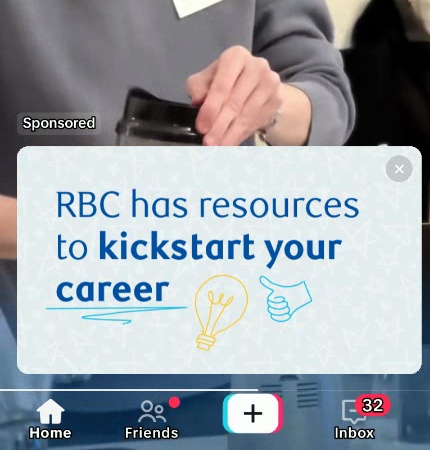 Sponsored
RBC has resources
to kickstart your
career
Home
Friends
32
Inbox